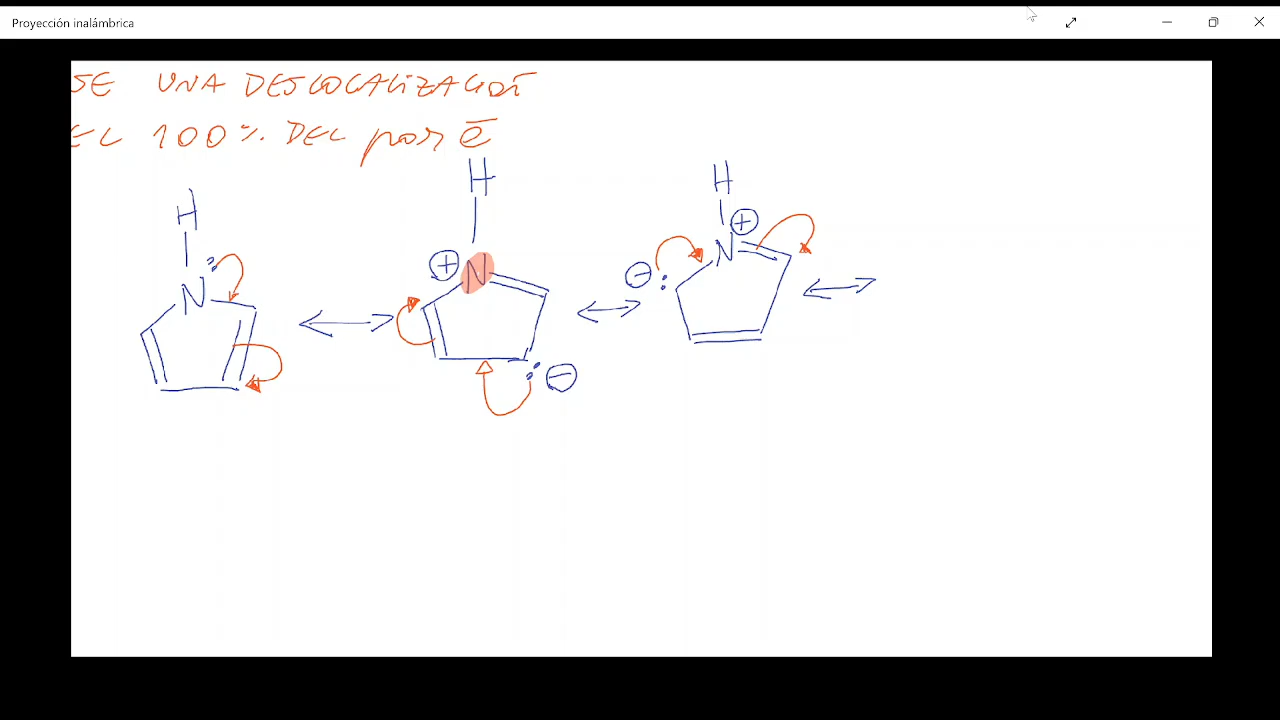 Proyección inalámbrica
SE UNA DESLOCALIZACIÓN
EL 100% DEL par ē
H
H
H
N:
⊕ N
⊖: N ⊕
:⊖